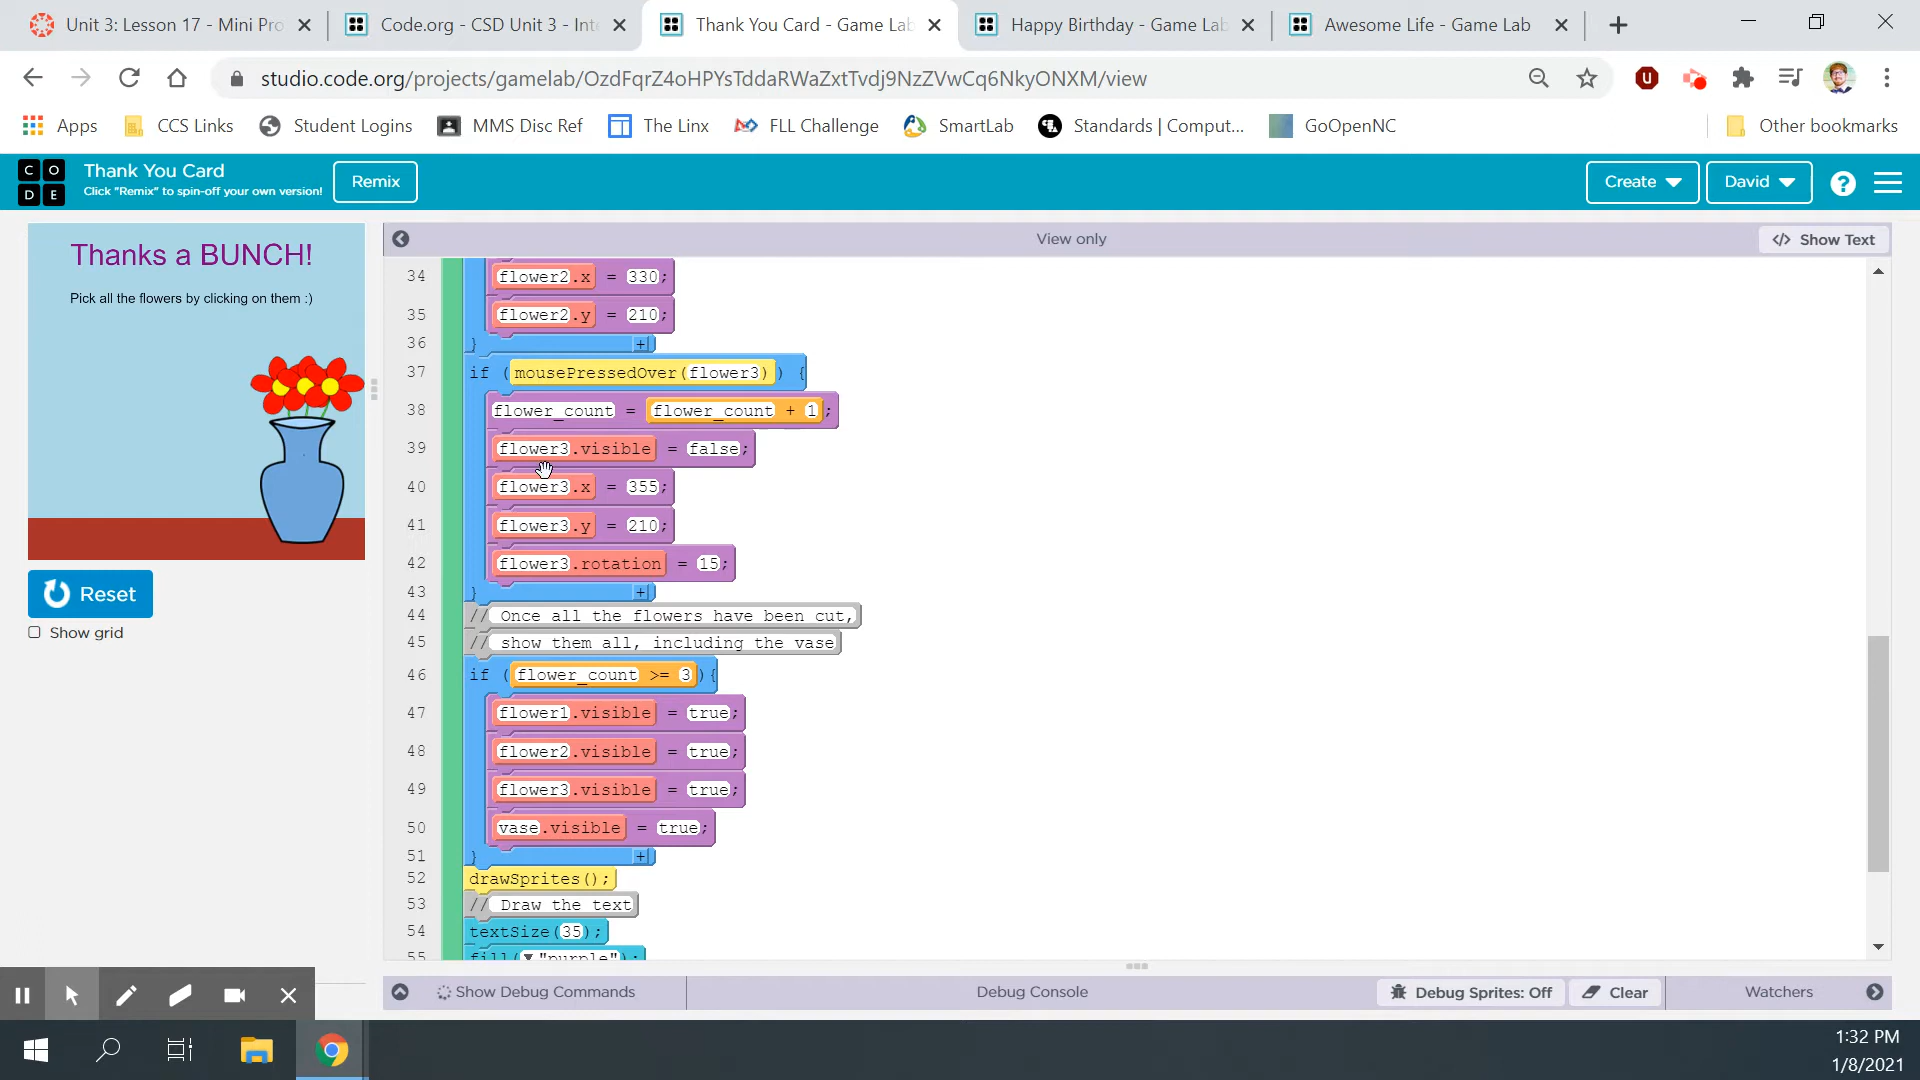 Unit 3: Lesson 17 - Mini Pro
Code.org - CSD Unit 3 - Inte
Thank You Card - Game Lab
Happy Birthday - Game Lab
Awesome Life - Game Lab
studio.code.org/projects/gamelab/OzdFqrZ4oHPYsTddaRWaZxtTvdj9NzZVwCq6NkyONXM/view
Apps
CCS Links
Student Logins
MMS Disc Ref
The Linx
FLL Challenge
SmartLab
Standards | Comput...
GoOpenNC
Other bookmarks
C O
D E
Thank You Card
Click "Remix" to spin-off your own version!
Remix
Create
David
?
Thanks a BUNCH!
Pick all the flowers by clicking on them :)
Reset
Show grid
View only
</> Show Text
34 flower2.x = 330;
35 flower2.y = 210;
36 }
37 if (mousePressedOver(flower3)) {
38 flower_count = flower_count + 1;
39 flower3.visible = false;
40 flower3.x = 355;
41 flower3.y = 210;
42 flower3.rotation = 15;
43 }
44 // Once all the flowers have been cut,
45 // show them all, including the vase
46 if (flower_count >= 3){
47 flower1.visible = true;
48 flower2.visible = true;
49 flower3.visible = true;
50 vase.visible = true;
51 }
52 drawSprites();
53 // Draw the text
54 textSize(35);
55 fill("purple");
Show Debug Commands
Debug Console
Debug Sprites: Off
Clear
Watchers
1:32 PM
1/8/2021